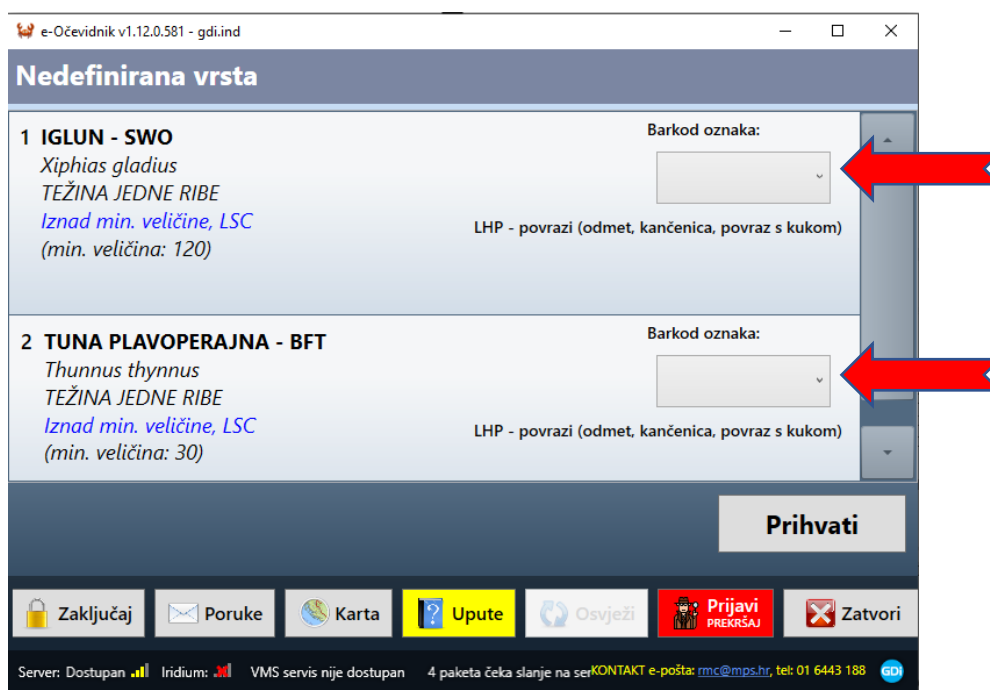 e-Očevidnik v1.12.0.581 - gdi.ind
Nedefinirana vrsta
1 IGLUN - SWO
Xiphias gladius
TEŽINA JEDNE RIBE
Iznad min. veličine, LSC
(min. veličina: 120)
Barkod oznaka:
LHP - povrazi (odmet, kančenica, povraz s kukom)
2 TUNA PLAVOPERAJNA - BFT
Thunnus thynnus
TEŽINA JEDNE RIBE
Iznad min. veličine, LSC
(min. veličina: 30)
Barkod oznaka:
LHP - povrazi (odmet, kančenica, povraz s kukom)
Prihvati
Zaključaj
Poruke
Karta
Upute
Osvježi
Prijavi
PREKRŠAJ
Zatvori
Server: Dostupan Iridium: VMS servis nije dostupan 4 paketa čeka slanje na ser KONTAKT e-pošta: rmc@mps.hr, tel: 01 6443 188 GDi